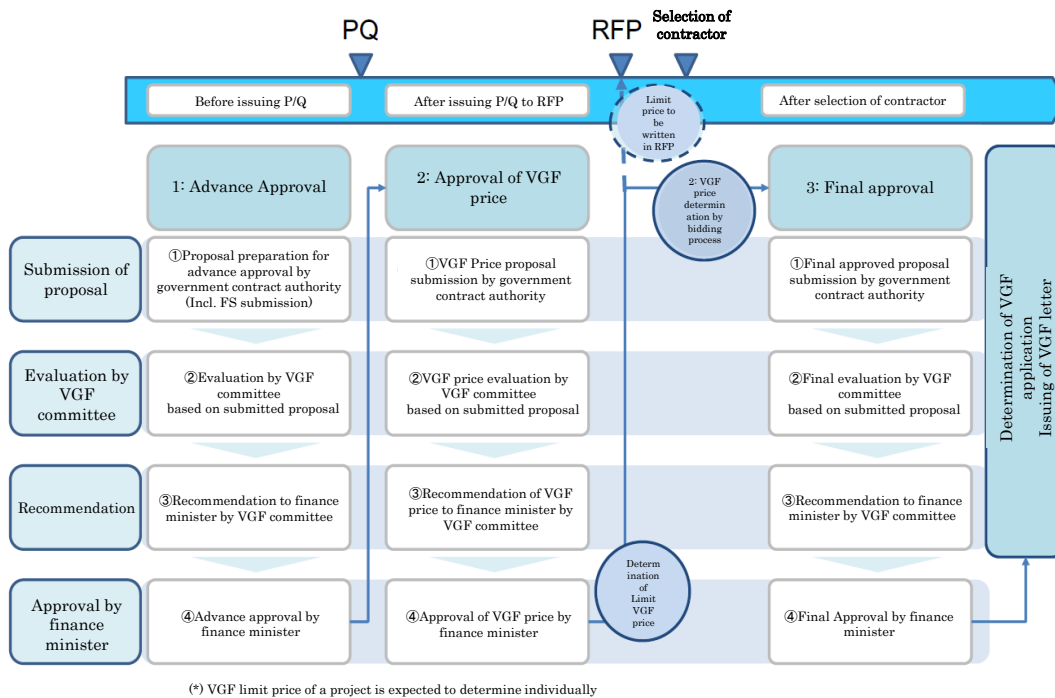 PQ
RFP
Selection of
contractor
Before issuing P/Q
After issuing P/Q to RFP
Limit
price to
be
written
in RFP
After selection of contractor
1: Advance Approval
2: Approval of VGF
price
2: VGF
price
determin
ation by
bidding
process
3: Final approval
Submission of
proposal
①Proposal preparation for
advance approval by
government contract authority
(Incl. FS submission)
①VGF Price proposal
submission by government
contract authority
①Final approved proposal
submission by government
contract authority
Evaluation by
VGF
committee
②Evaluation by VGF
committee
based on submitted proposal
②VGF price evaluation by
VGF committee
based on submitted proposal
②Final evaluation by VGF
committee
based on submitted proposal
Recommendation
③Recommendation to finance
minister by VGF committee
③Recommendation of VGF
price to finance minister by
VGF committee
③Recommendation to finance
minister by VGF committee
Approval by
finance
minister
④Advance approval by
finance minister
④Approval of VGF price by
finance minister
Determ
ination
of
Limit
VGF
price
④Final Approval by finance
minister
Determination of VGF
application
Issuing of VGF letter
(*) VGF limit price of a project is expected to determine individually